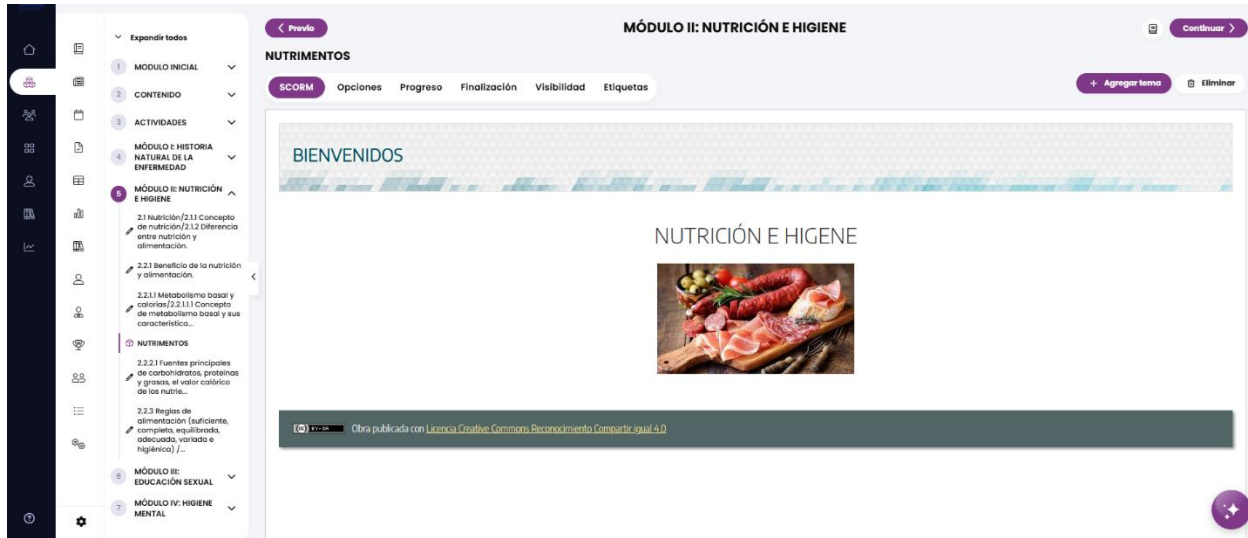 Expandir todos
1 MODULO INICIAL
2 CONTENIDO
3 ACTIVIDADES
4 MÓDULO I: HISTORIA
NATURAL DE LA
ENFERMEDAD
5 MÓDULO II: NUTRICIÓN
E HIGIENE
2.1 Nutrición/2.1.1 Concepto
de nutrición/2.1.2 Diferencia
entre nutrición y
alimentación.
2.2.1 Beneficio de la nutrición
y alimentación.
2.2.1.1 Metabolismo basal y
calorías/2.2.1.1.1 Concepto
de metabolismo basal y sus
característica...
NUTRIMENTOS
2.2.2.1 Fuentes principales
de carbohidratos, proteínas
y grasas, el valor calórico
de los nutrie...
2.2.3 Reglas de
alimentación (suficiente,
completa, equilibrada,
adecuada, variada e
higiénica) /...
6 MÓDULO III:
EDUCACIÓN SEXUAL
7 MÓDULO IV: HIGIENE
MENTAL
Previo
MÓDULO II: NUTRICIÓN E HIGIENE
Continuar
NUTRIMENTOS
SCORM Opciones Progreso Finalización Visibilidad Etiquetas
+ Agregar tema Eliminar
BIENVENIDOS
NUTRICIÓN E HIGENE
(cc) BY-SA Obra publicada con Licencia Creative Commons Reconocimiento Compartir igual 4.0